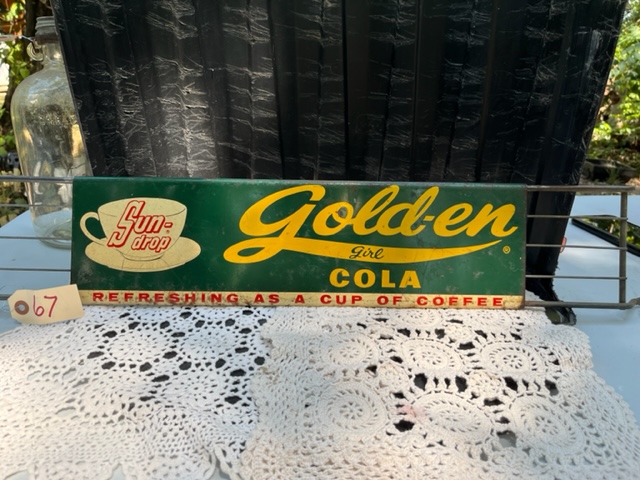 Sun-
drop
Gold-en
Girl
®
COLA
REFRESHING AS A CUP OF COFFEE
67